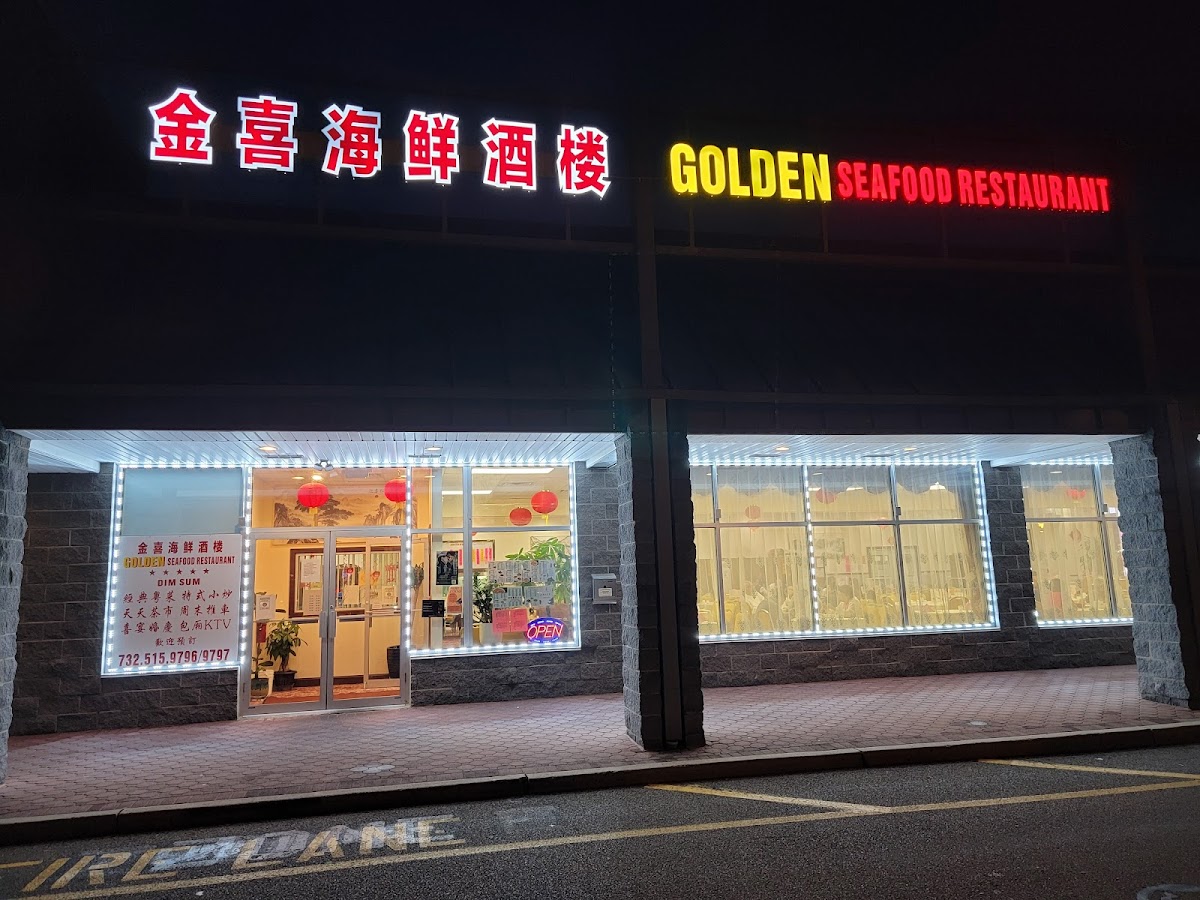 金喜海鲜酒楼
GOLDEN SEAFOOD RESTAURANT
金喜海鲜酒楼
GOLDEN SEAFOOD RESTAURANT
★ ★ ★ ★ ★
DIM SUM
經典粵菜 特式小炒
天天茶市 周末推車
喜宴婚慶 包厢KTV
歡迎預訂
732.515.9796/9797
OPEN
FIRE LANE